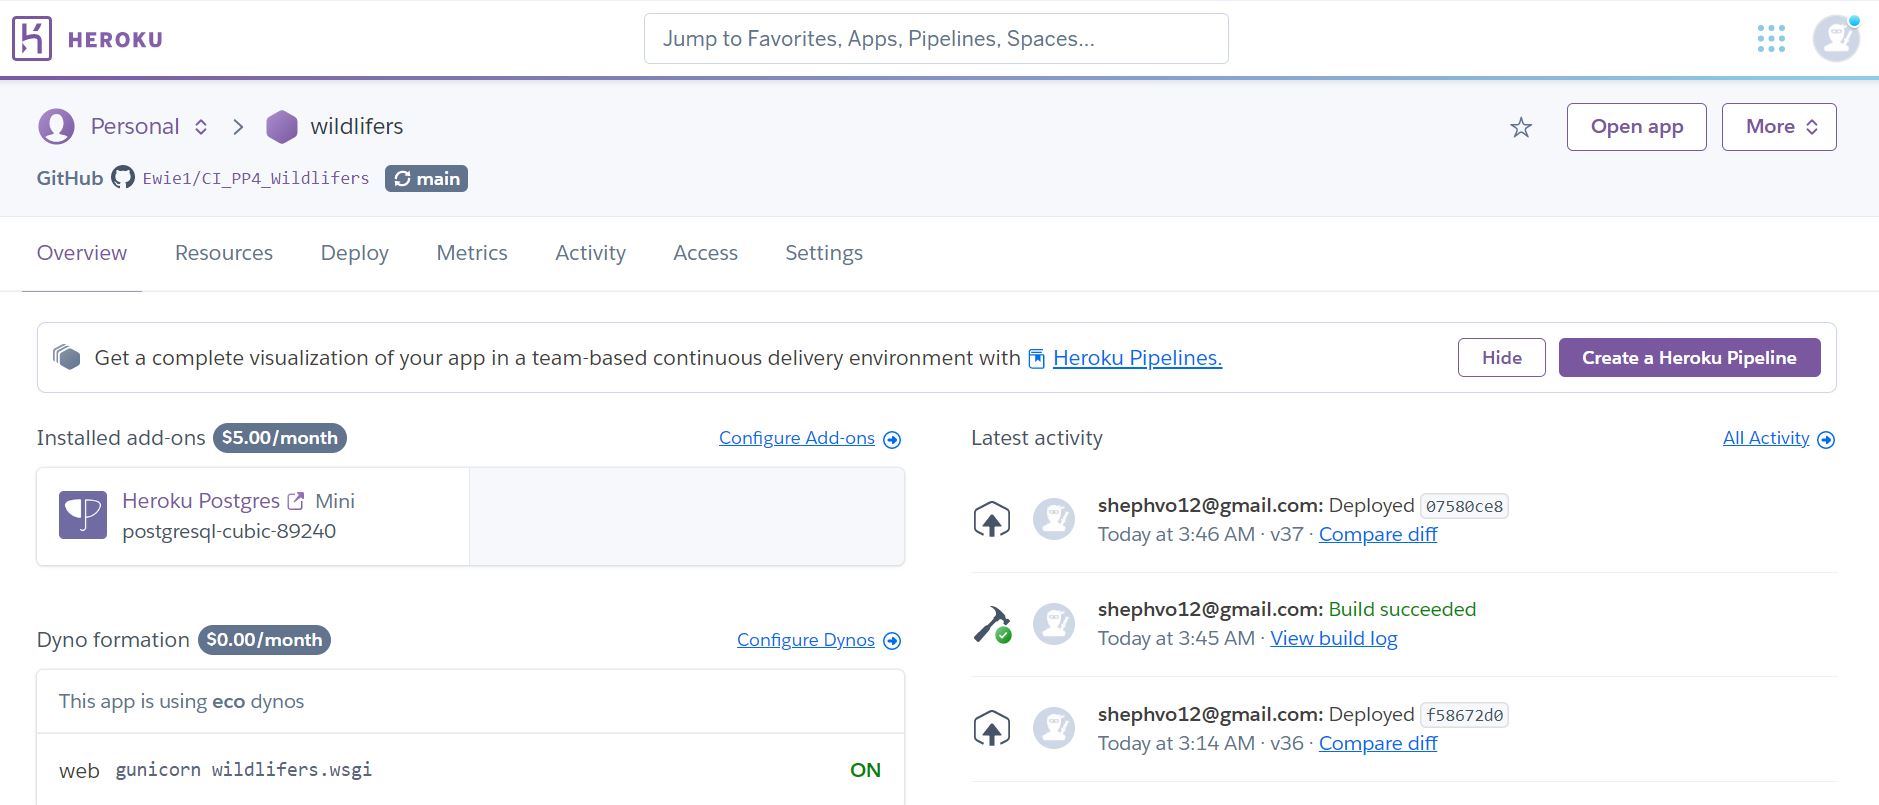 HEROKU
Jump to Favorites, Apps, Pipelines, Spaces...
Personal
wildlifers
Open app
More
GitHub Ewie1/CI_PP4_Wildlifers main
Overview Resources Deploy Metrics Activity Access Settings
Get a complete visualization of your app in a team-based continuous delivery environment with Heroku Pipelines.
Hide
Create a Heroku Pipeline
Installed add-ons $5.00/month
Configure Add-ons
Heroku Postgres Mini
postgresql-cubic-89240
Dyno formation $0.00/month
Configure Dynos
This app is using eco dynos
web gunicorn wildlifers.wsgi ON
Latest activity
All Activity
shephvo12@gmail.com: Deployed 07580ce8
Today at 3:46 AM · v37 · Compare diff
shephvo12@gmail.com: Build succeeded
Today at 3:45 AM · View build log
shephvo12@gmail.com: Deployed f58672d0
Today at 3:14 AM · v36 · Compare diff